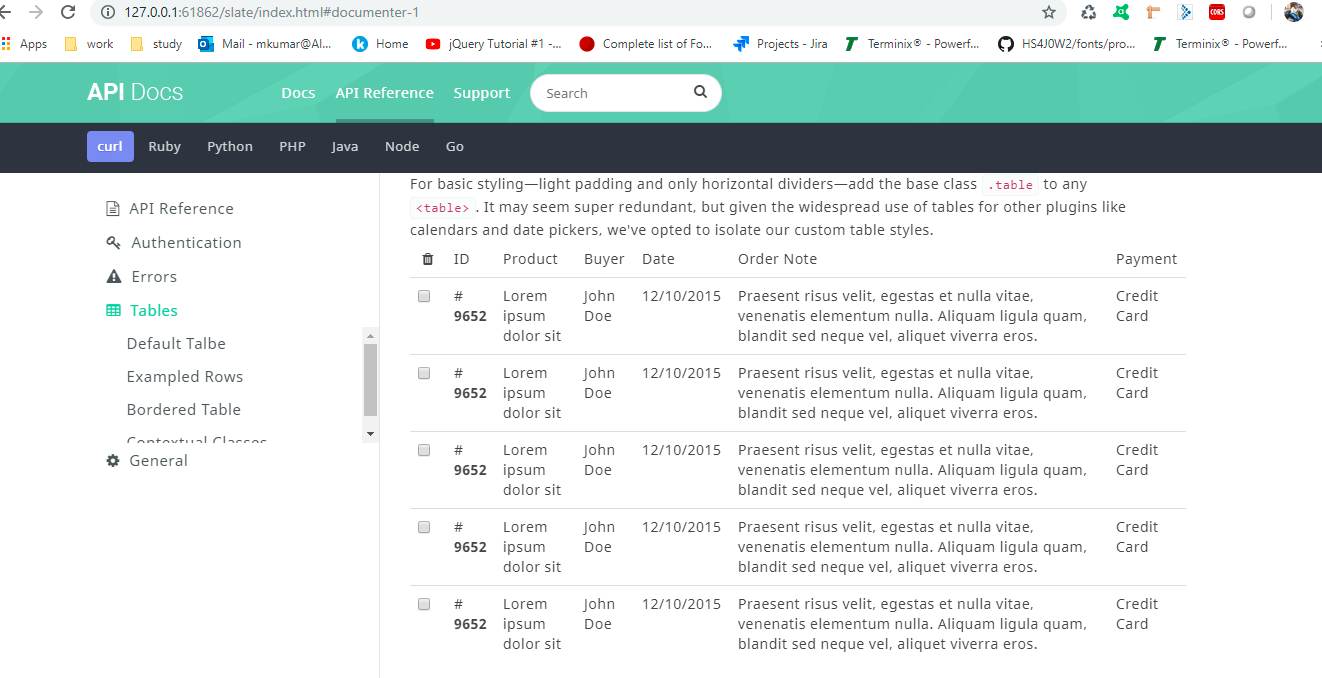 127.0.0.1:61862/slate/index.html#documenter-1
Apps work study Mail - mkumar@Al... Home jQuery Tutorial #1 -... Complete list of Fo... Projects - Jira Terminix® - Powerf... HS4J0W2/fonts/pro... Terminix® - Powerf...
CORS
API Docs Docs API Reference Support Search
curl Ruby Python PHP Java Node Go
API Reference
Authentication
Errors
Tables
Default Talbe
Exampled Rows
Bordered Table
Contextual Classes
General
For basic styling—light padding and only horizontal dividers—add the base class .table to any
<table> . It may seem super redundant, but given the widespread use of tables for other plugins like
calendars and date pickers, we've opted to isolate our custom table styles.
ID Product Buyer Date Order Note Payment
# Lorem John 12/10/2015 Praesent risus velit, egestas et nulla vitae, Credit
9652 ipsum Doe venenatis elementum nulla. Aliquam ligula quam, Card
dolor sit blandit sed neque vel, aliquet viverra eros.
# Lorem John 12/10/2015 Praesent risus velit, egestas et nulla vitae, Credit
9652 ipsum Doe venenatis elementum nulla. Aliquam ligula quam, Card
dolor sit blandit sed neque vel, aliquet viverra eros.
# Lorem John 12/10/2015 Praesent risus velit, egestas et nulla vitae, Credit
9652 ipsum Doe venenatis elementum nulla. Aliquam ligula quam, Card
dolor sit blandit sed neque vel, aliquet viverra eros.
# Lorem John 12/10/2015 Praesent risus velit, egestas et nulla vitae, Credit
9652 ipsum Doe venenatis elementum nulla. Aliquam ligula quam, Card
dolor sit blandit sed neque vel, aliquet viverra eros.
# Lorem John 12/10/2015 Praesent risus velit, egestas et nulla vitae, Credit
9652 ipsum Doe venenatis elementum nulla. Aliquam ligula quam, Card
dolor sit blandit sed neque vel, aliquet viverra eros.